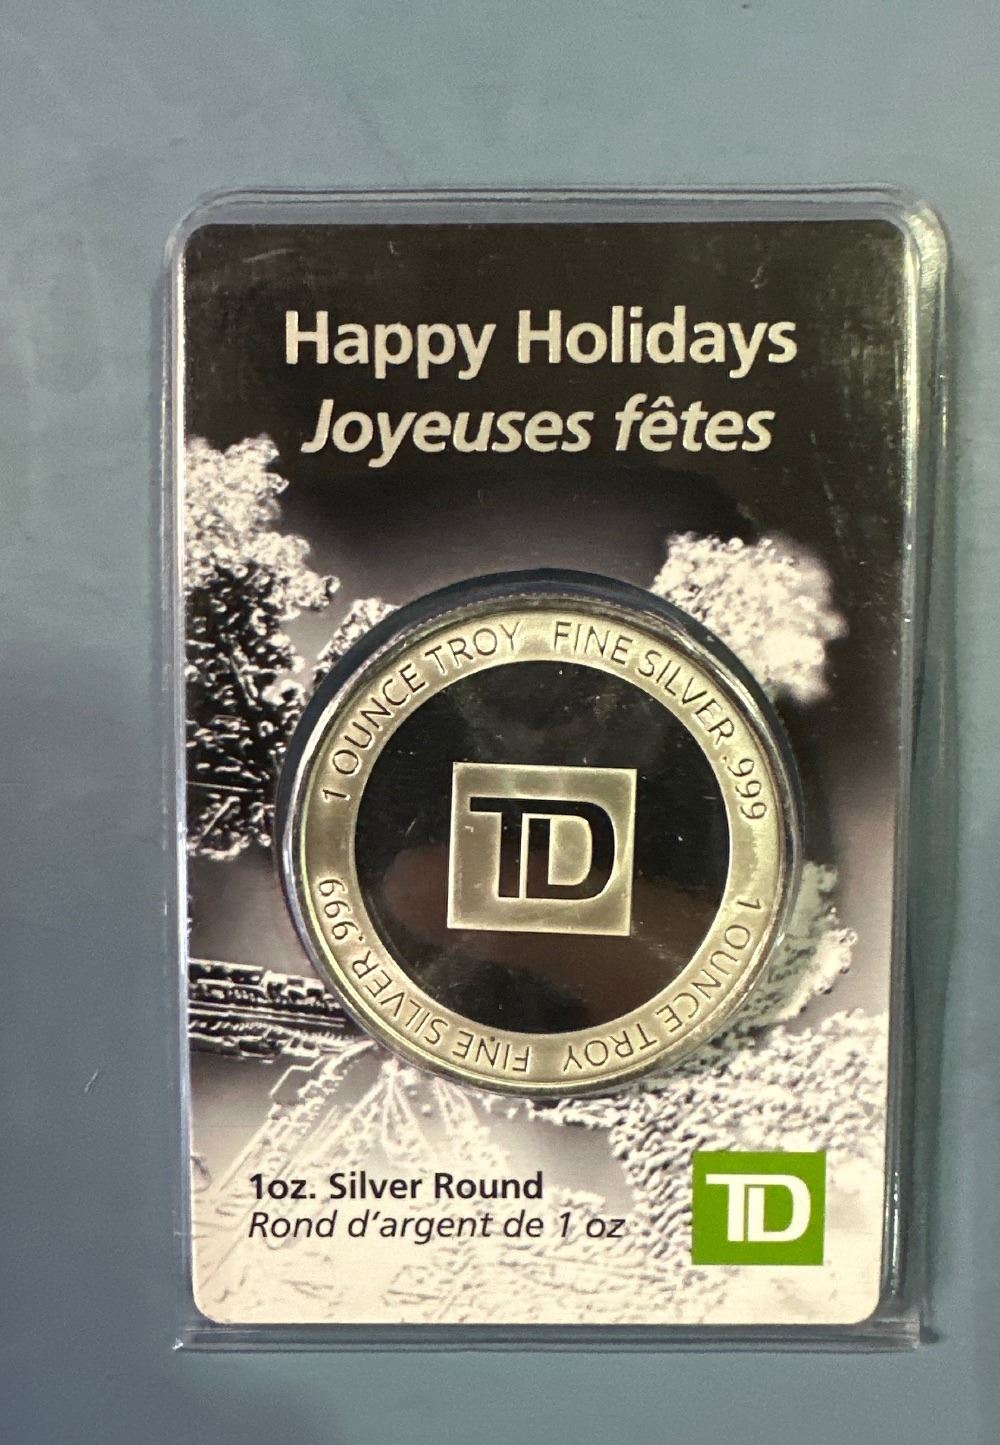 Happy Holidays
Joyeuses fêtes
1 OUNCE TROY FINE SILVER .999
1 OUNCE TROY FINE SILVER .999
TD
1oz. Silver Round
Rond d'argent de 1 oz
TD